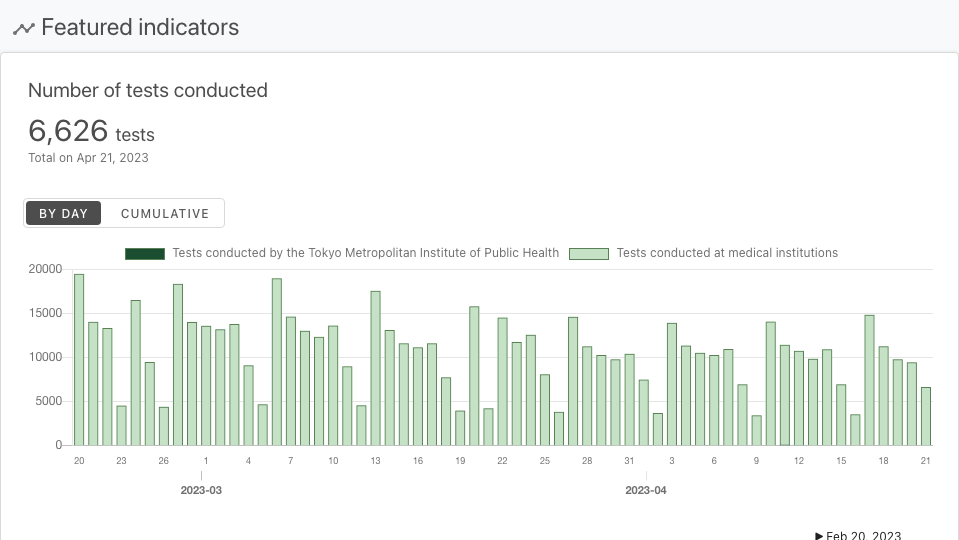 Featured indicators
Number of tests conducted
6,626 tests
Total on Apr 21, 2023
BY DAY CUMULATIVE
Tests conducted by the Tokyo Metropolitan Institute of Public Health Tests conducted at medical institutions
20000
15000
10000
5000
0
20 23 26 1 4 7 10 13 16 19 22 25 28 31 3 6 9 12 15 18 21
2023-03 2023-04
Feb 20, 2023